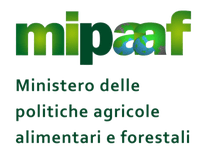 mipaaf
Ministero delle
politiche agricole
alimentari e forestali